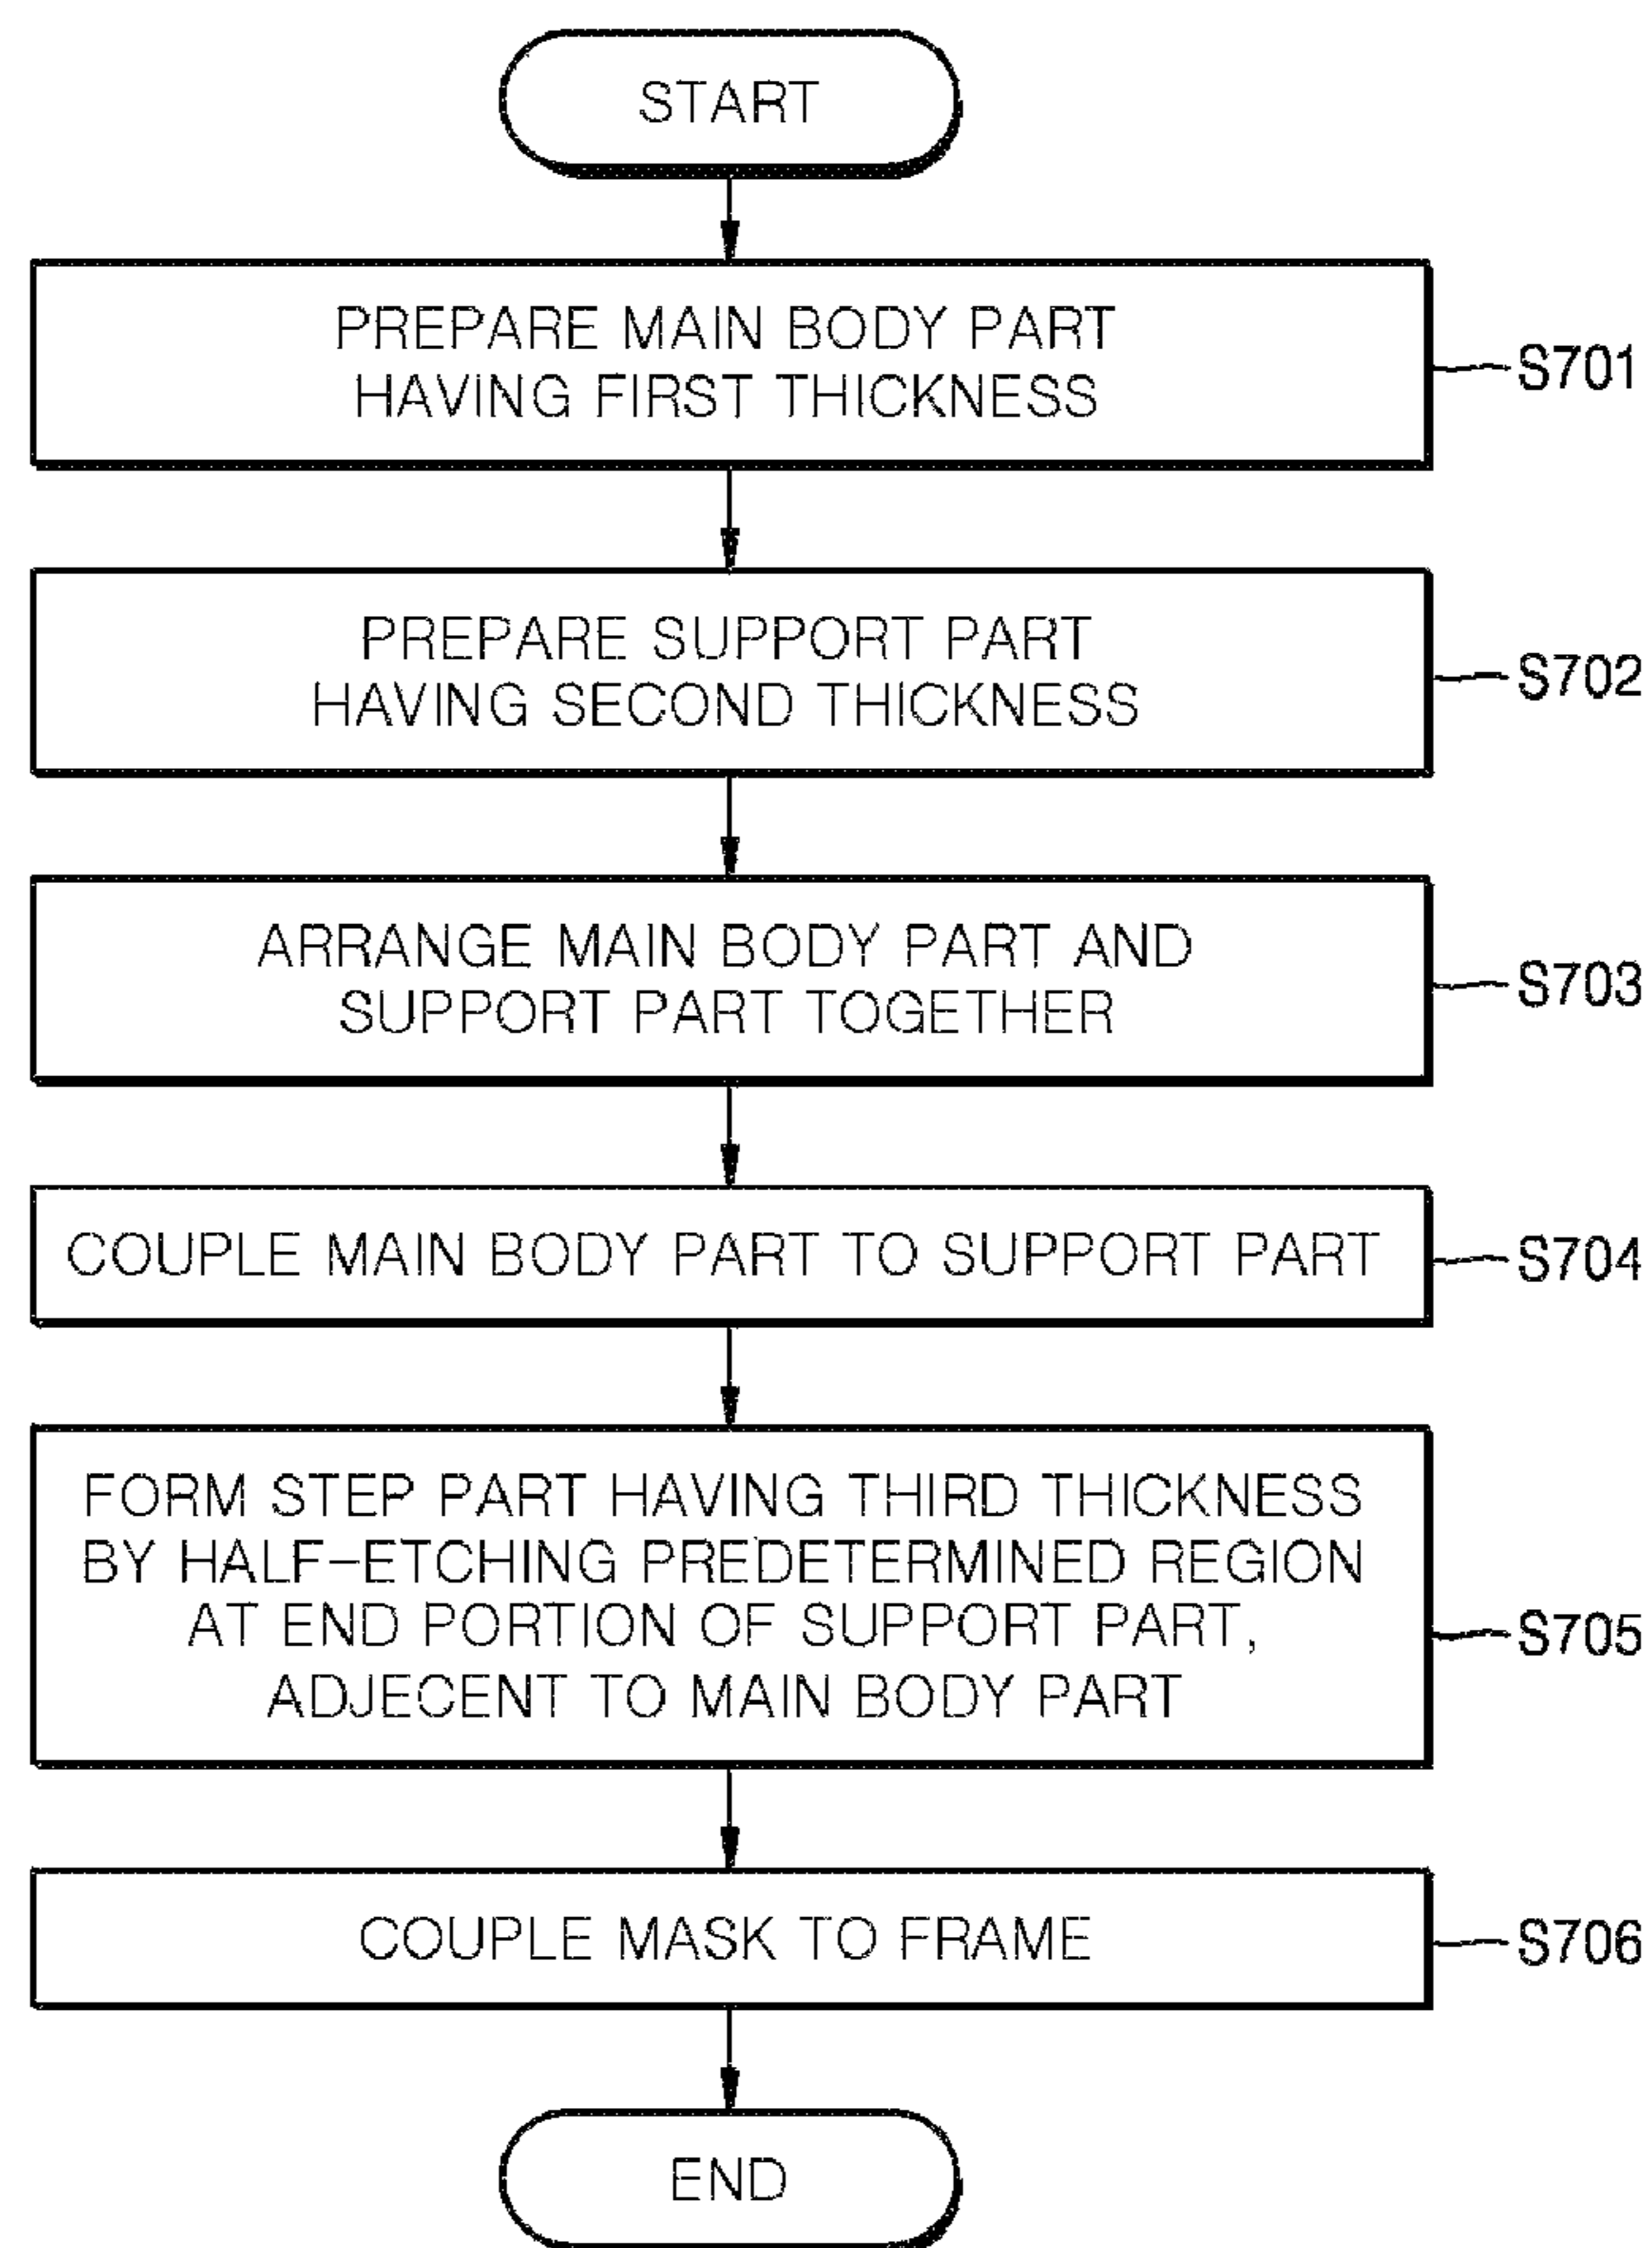 START
PREPARE MAIN BODY PART
HAVING FIRST THICKNESS
S701
PREPARE SUPPORT PART
HAVING SECOND THICKNESS
S702
ARRANGE MAIN BODY PART AND
SUPPORT PART TOGETHER
S703
COUPLE MAIN BODY PART TO SUPPORT PART
S704
FORM STEP PART HAVING THIRD THICKNESS
BY HALF-ETCHING PREDETERMINED REGION
AT END PORTION OF SUPPORT PART,
ADJECENT TO MAIN BODY PART
S705
COUPLE MASK TO FRAME
S706
END